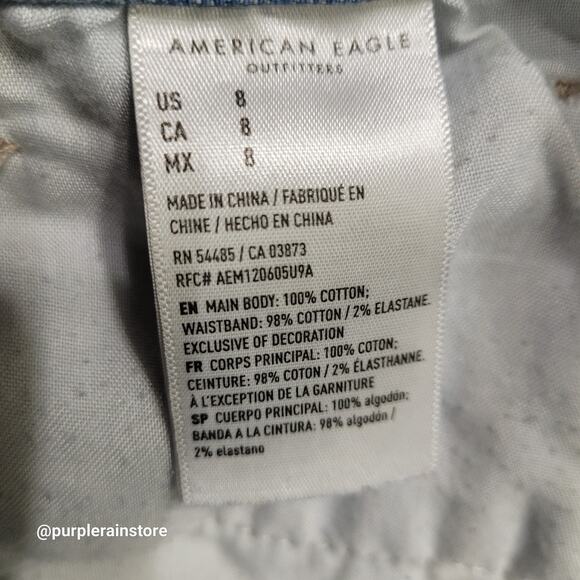 AMERICAN EAGLE
OUTFITTERS
US 8
CA 8
MX 8
MADE IN CHINA / FABRIQUÉ EN
CHINE / HECHO EN CHINA
RN 54485 / CA 03873
RFC# AEM120605U9A
EN MAIN BODY: 100% COTTON;
WAISTBAND: 98% COTTON / 2% ELASTANE.
EXCLUSIVE OF DECORATION
FR CORPS PRINCIPAL: 100% COTON;
CEINTURE: 98% COTON / 2% ÉLASTHANNE.
À L'EXCEPTION DE LA GARNITURE
SP CUERPO PRINCIPAL: 100% algodón;
BANDA A LA CINTURA: 98% algodón /
2% elastano
@purplerainstore